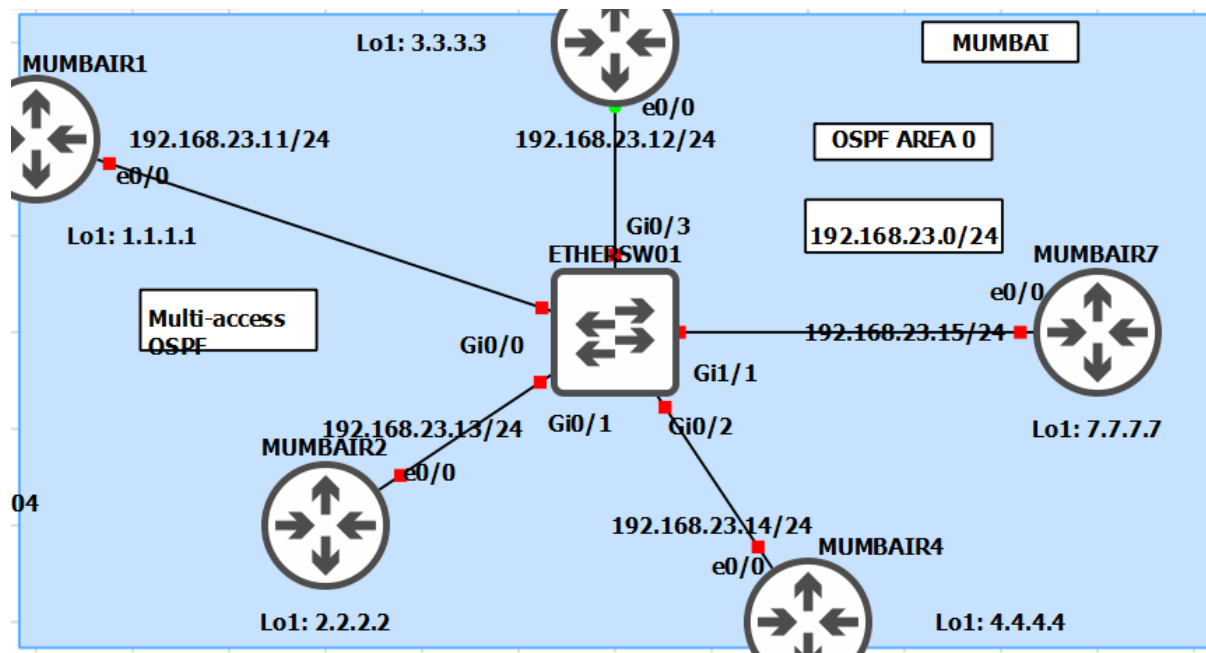 Lo1: 3.3.3.3
MUMBAI
MUMBAIR1
e0/0
192.168.23.11/24
192.168.23.12/24
OSPF AREA 0
e0/0
Lo1: 1.1.1.1
Gi0/3
192.168.23.0/24
ETHERSW01
MUMBAIR7
e0/0
Multi-access
OSPF
Gi0/0
192.168.23.15/24
Gi1/1
Gi0/1
Gi0/2
192.168.23.13/24
Lo1: 7.7.7.7
MUMBAIR2
e0/0
04
192.168.23.14/24
MUMBAIR4
e0/0
Lo1: 2.2.2.2
Lo1: 4.4.4.4